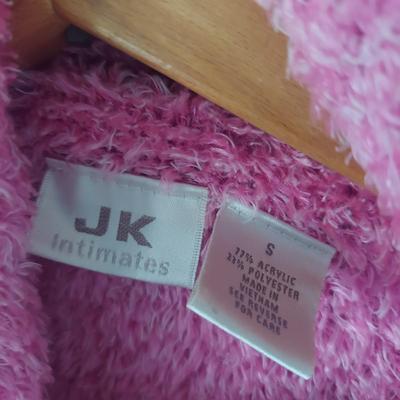 JK
Intimates
S
77% ACRYLIC
23% POLYESTER
MADE IN
VIETNAM
SEE REVERSE
FOR CARE